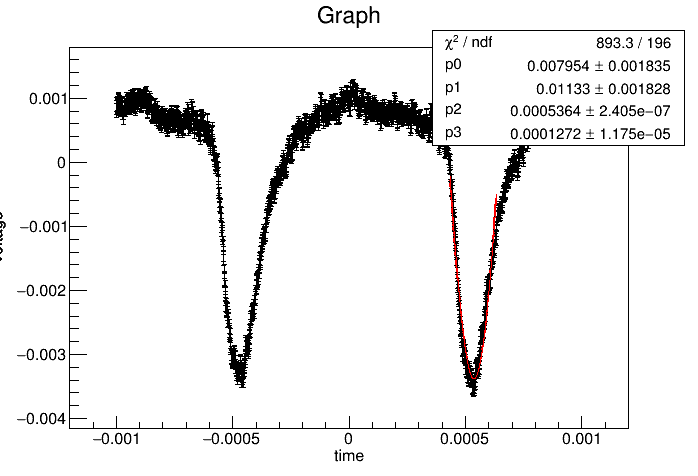 Graph
χ² / ndf 893.3 / 196
p0 0.007954 ± 0.001835
p1 0.01133 ± 0.001828
p2 0.0005364 ± 2.405e−07
p3 0.0001272 ± 1.175e−05
0.001
0
−0.001
−0.002
−0.003
−0.004
−0.001 −0.0005 0 0.0005 0.001
time